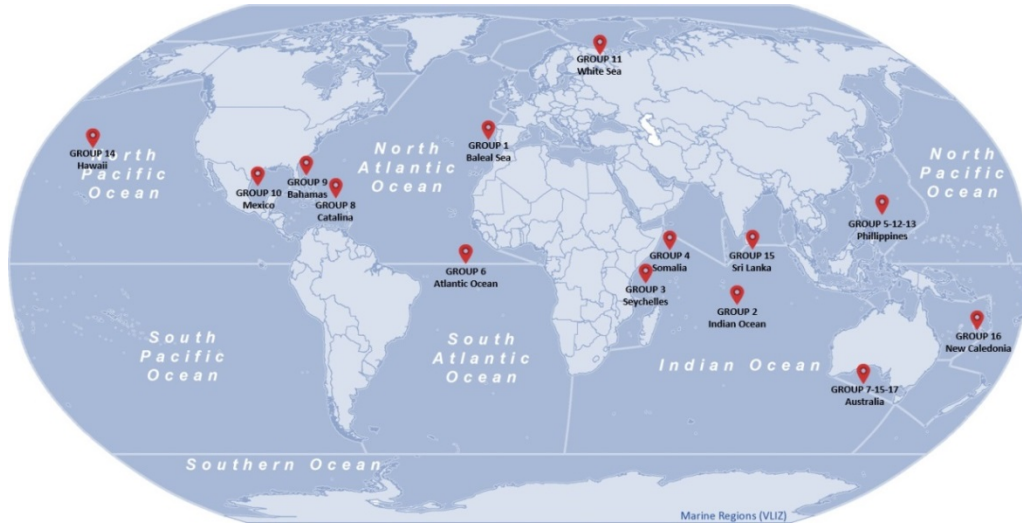 GROUP 11
White Sea
GROUP 14
Hawaii
North
Pacific
Ocean
GROUP 1
Baleal Sea
North
Atlantic
Ocean
GROUP 9
Bahamas
GROUP 10
Mexico
GROUP 8
Catalina
North
Pacific
Ocean
GROUP 5-12-13
Phillippines
GROUP 4
Somalia
GROUP 15
Sri Lanka
GROUP 6
Atlantic Ocean
GROUP 3
Seychelles
GROUP 2
Indian Ocean
GROUP 16
New Caledonia
South
Pacific
Ocean
South
Atlantic
Ocean
Indian Ocean
GROUP 7-15-17
Australia
Southern Ocean
Marine Regions (VLIZ)